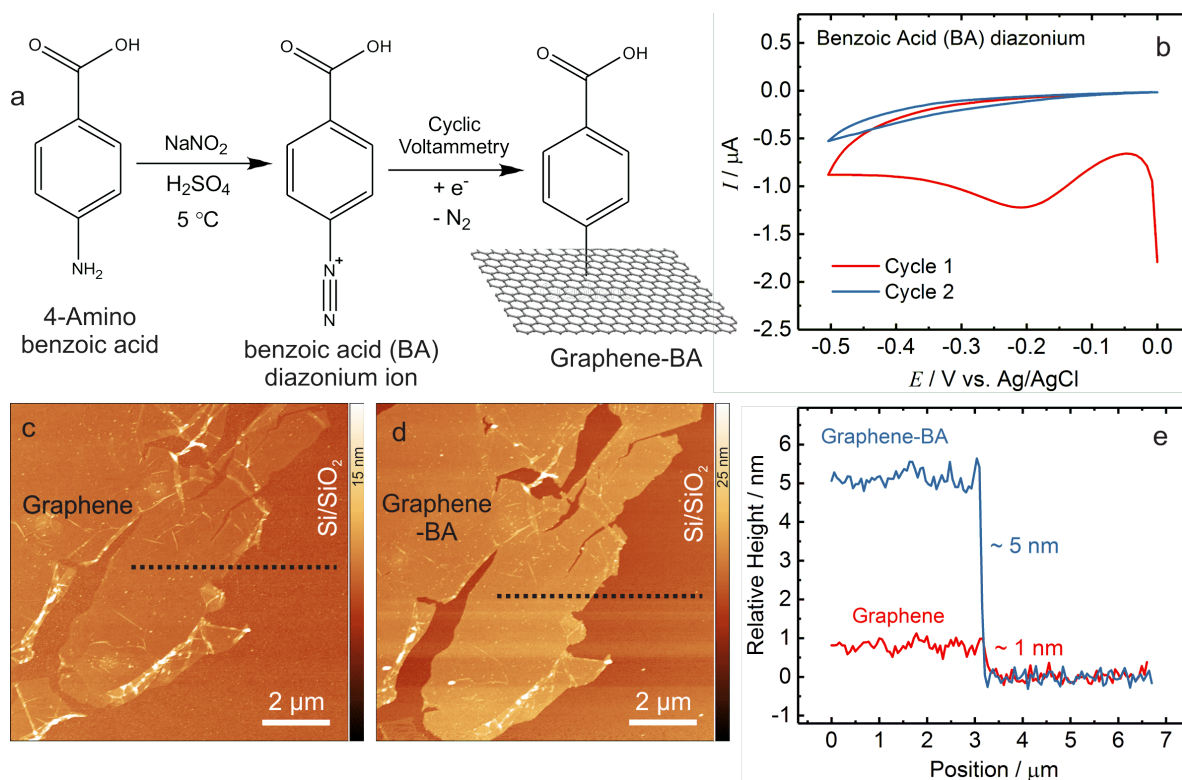 a
O
OH
NH2
4-Amino
benzoic acid
NaNO2
H2SO4
5 °C
O
OH
N+
N
benzoic acid (BA)
diazonium ion
Cyclic
Voltammetry
+ e-
- N2
O
OH
Graphene-BA
b
Benzoic Acid (BA) diazonium
0.5
0.0
-0.5
-1.0
-1.5
-2.0
-2.5
I / μA
Cycle 1
Cycle 2
-0.5 -0.4 -0.3 -0.2 -0.1 0.0
E / V vs. Ag/AgCl
c
Graphene
Si/SiO2
15 nm
2 μm
d
Graphene
-BA
Si/SiO2
25 nm
2 μm
e
Graphene-BA
~ 5 nm
Graphene
~ 1 nm
7
6
5
4
3
2
1
0
-1
Relative Height / nm
0 1 2 3 4 5 6 7
Position / μm